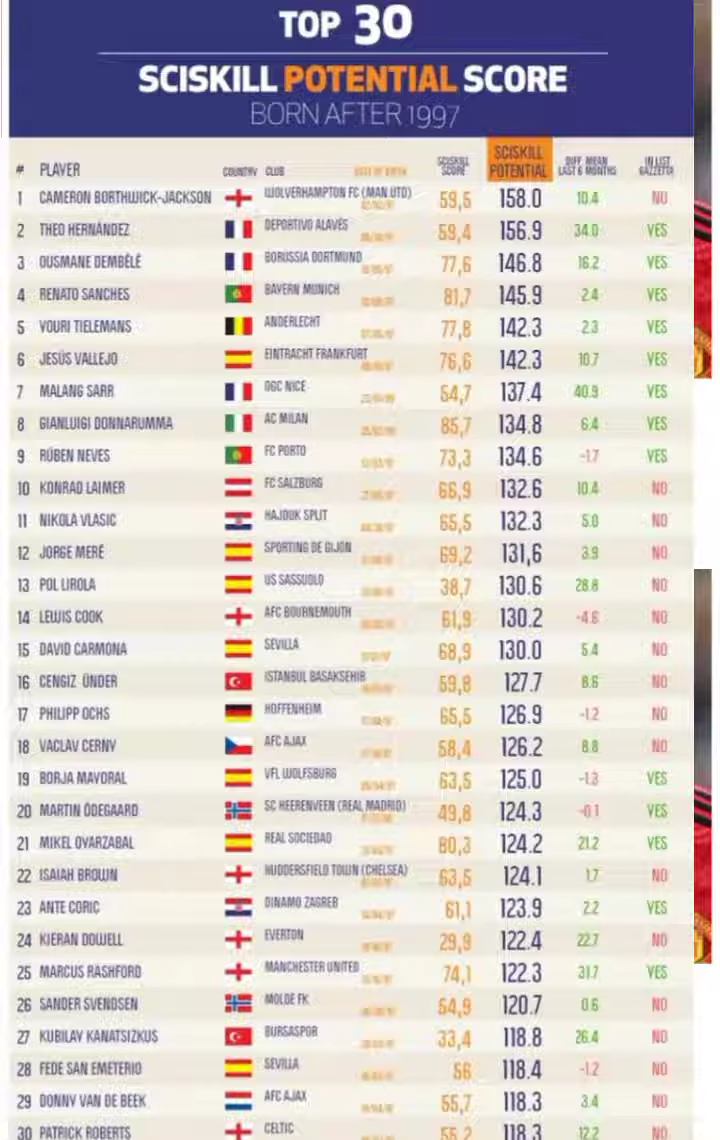 TOP 30
SCISKILL POTENTIAL SCORE
BORN AFTER 1997
# PLAYER COUNTRY CLUB DATE OF BIRTH SCISKILL SCORE SCISKILL POTENTIAL DIFF. MEAN LAST 6 MONTHS IN LIST GAZZETTA
1 CAMERON BORTHWICK-JACKSON WOLVERHAMPTON FC (MAN UTD) 59,5 158.0 10.4 NO
2 THEO HERNÁNDEZ DEPORTIVO ALAVÉS 59,4 156.9 34.0 YES
3 OUSMANE DEMBÉLÉ BORUSSIA DORTMUND 77,6 146.8 16.2 YES
4 RENATO SANCHES BAYERN MUNICH 81,7 145.9 2.4 YES
5 YOURI TIELEMANS ANDERLECHT 77,8 142.3 2.3 YES
6 JESÚS VALLEJO EINTRACHT FRANKFURT 76,6 142.3 10.7 YES
7 MALANG SARR OGC NICE 54,7 137.4 40.9 YES
8 GIANLUIGI DONNARUMMA AC MILAN 85,7 134.8 6.4 YES
9 RÚBEN NEVES FC PORTO 73,3 134.6 -1.7 YES
10 KONRAD LAIMER FC SALZBURG 66,9 132.6 10.4 NO
11 NIKOLA VLASIC HAJDUK SPLIT 65,5 132.3 5.0 NO
12 JORGE MERÉ SPORTING DE GIJÓN 69,2 131,6 3.9 NO
13 POL LIROLA US SASSUOLO 38,7 130.6 28.8 NO
14 LEWIS COOK AFC BOURNEMOUTH 61,9 130.2 -4.6 NO
15 DAVID CARMONA SEVILLA 68,9 130.0 5.4 NO
16 CENGIZ ÜNDER ISTANBUL BASAKSEHIR 59,8 127.7 8.6 NO
17 PHILIPP OCHS HOFFENHEIM 65,5 126.9 -1.2 NO
18 VACLAV CERNY AFC AJAX 58,4 126.2 8.8 NO
19 BORJA MAYORAL VFL WOLFSBURG 63,5 125.0 -1.3 YES
20 MARTIN ÖDEGAARD SC HEERENVEEN (REAL MADRID) 49,8 124.3 -0.1 YES
21 MIKEL OYARZABAL REAL SOCIEDAD 80,3 124.2 21.2 YES
22 ISAIAH BROWN HUDDERSFIELD TOWN (CHELSEA) 63,5 124.1 1.7 NO
23 ANTE CORIC DINAMO ZAGREB 61,1 123.9 2.2 YES
24 KIERAN DOWELL EVERTON 29,9 122.4 22.7 NO
25 MARCUS RASHFORD MANCHESTER UNITED 74,1 122.3 31.7 YES
26 SANDER SVENDSEN MOLDE FK 54,9 120.7 0.6 NO
27 KUBILAY KANATSIZKUS BURSASPOR 33,4 118.8 26.4 NO
28 FEDE SAN EMETERIO SEVILLA 56 118.4 -1.2 NO
29 DONNY VAN DE BEEK AFC AJAX 55,7 118.3 3.4 NO
30 PATRICK ROBERTS CELTIC 55,2 118.3 12.2 NO